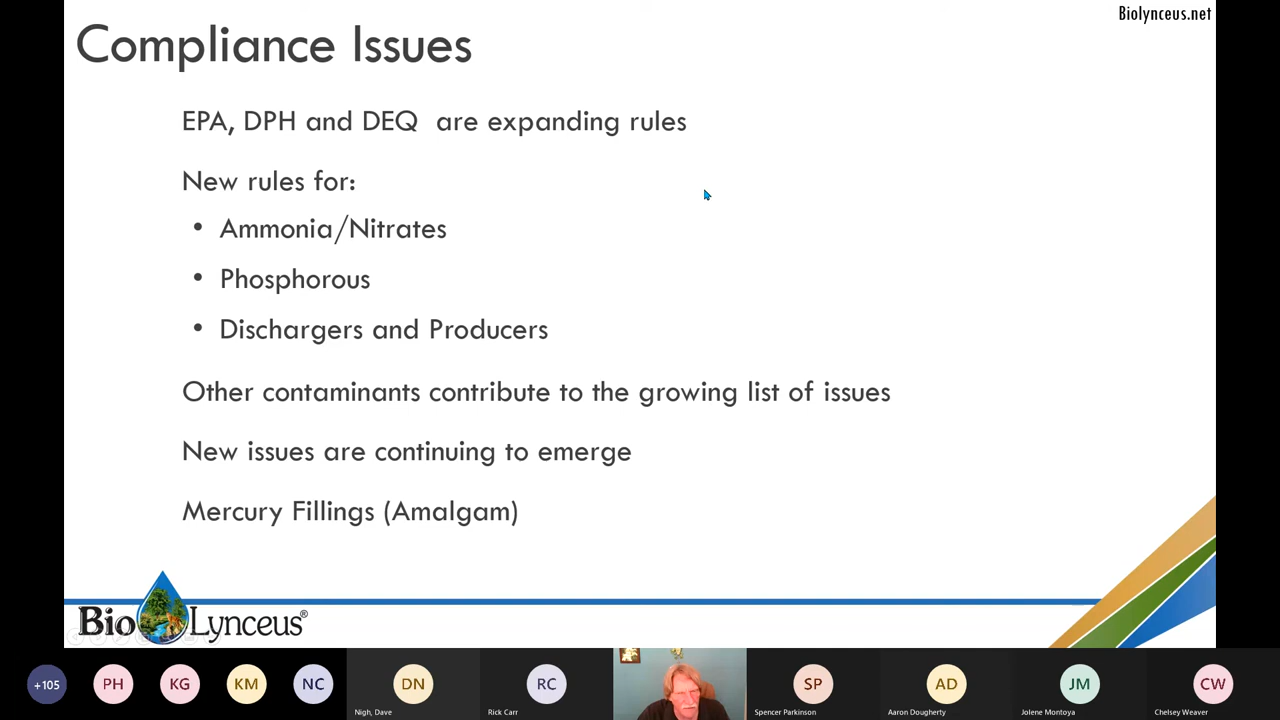 Biolynceus.net
Compliance Issues
EPA, DPH and DEQ are expanding rules
New rules for:
• Ammonia/Nitrates
• Phosphorous
• Dischargers and Producers
Other contaminants contribute to the growing list of issues
New issues are continuing to emerge
Mercury Fillings (Amalgam)
Bio Lynceus®
+105
PH
KG
KM
NC
DN
RC
SP
AD
JM
CW
Nigh, Dave
Rick Carr
Spencer Parkinson
Aaron Dougherty
Jolene Montoya
Chelsey Weaver